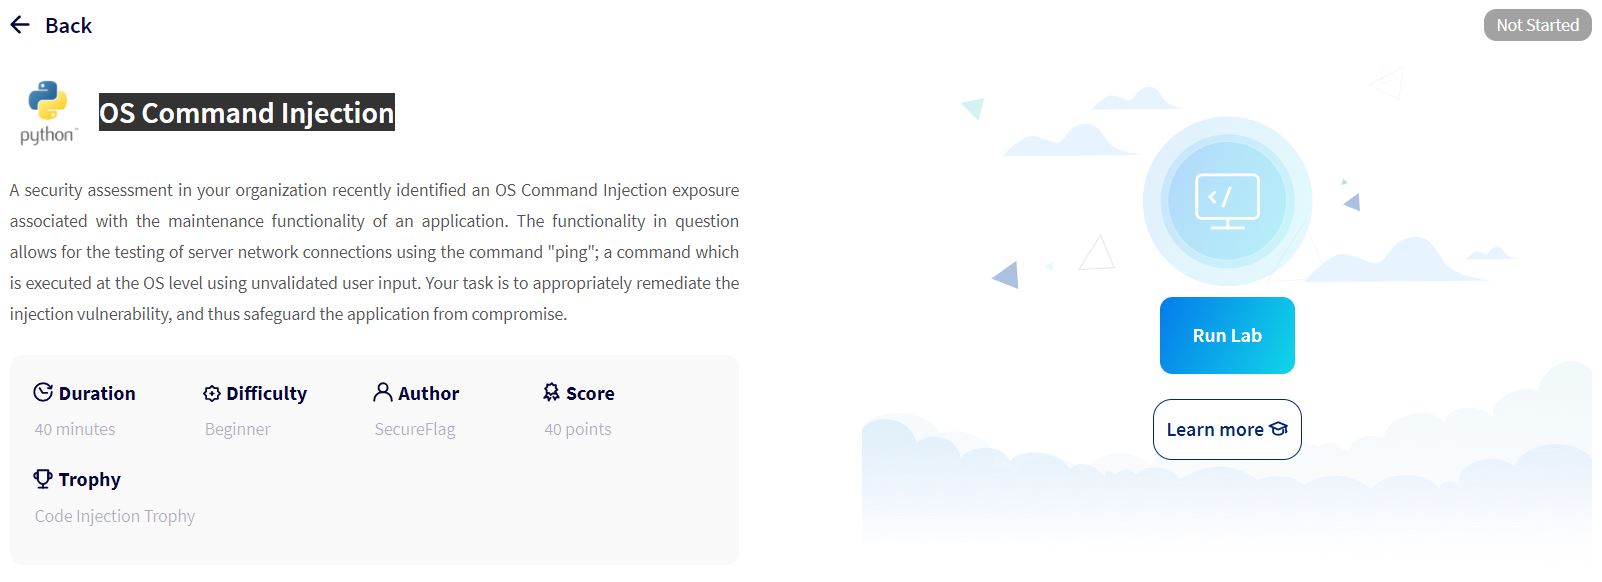 Back
Not Started
python
OS Command Injection
A security assessment in your organization recently identified an OS Command Injection exposure
associated with the maintenance functionality of an application. The functionality in question
allows for the testing of server network connections using the command "ping"; a command which
is executed at the OS level using unvalidated user input. Your task is to appropriately remediate the
injection vulnerability, and thus safeguard the application from compromise.
Duration
40 minutes
Difficulty
Beginner
Author
SecureFlag
Score
40 points
Trophy
Code Injection Trophy
Run Lab
Learn more